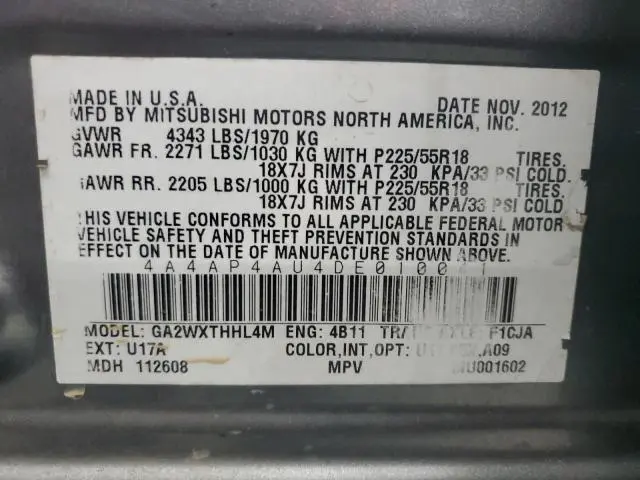 MADE IN U.S.A. DATE NOV. 2012
MFD BY MITSUBISHI MOTORS NORTH AMERICA, INC.
GVWR 4343 LBS/1970 KG
GAWR FR. 2271 LBS/1030 KG WITH P225/55R18 TIRES.
18X7J RIMS AT 230 KPA/33 PSI COLD.
GAWR RR. 2205 LBS/1000 KG WITH P225/55R18 TIRES.
18X7J RIMS AT 230 KPA/33 PSI COLD
THIS VEHICLE CONFORMS TO ALL APPLICABLE FEDERAL MOTOR
VEHICLE SAFETY AND THEFT PREVENTION STANDARDS IN
EFFECT ON THE DATE OF MANUFACTURE SHOWN ABOVE.
4A4AP4AU4DE010041
MODEL: GA2WXTHHL4M ENG: 4B11 F1CJA
EXT: U17A COLOR,INT,OPT: A09
MDH 112608 MPV MU001602